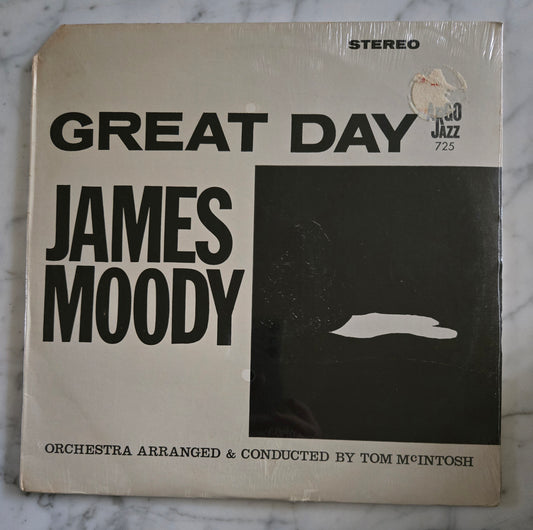 STEREO
GREAT DAY
JAZZ
725
JAMES
MOODY
ORCHESTRA ARRANGED & CONDUCTED BY TOM McINTOSH